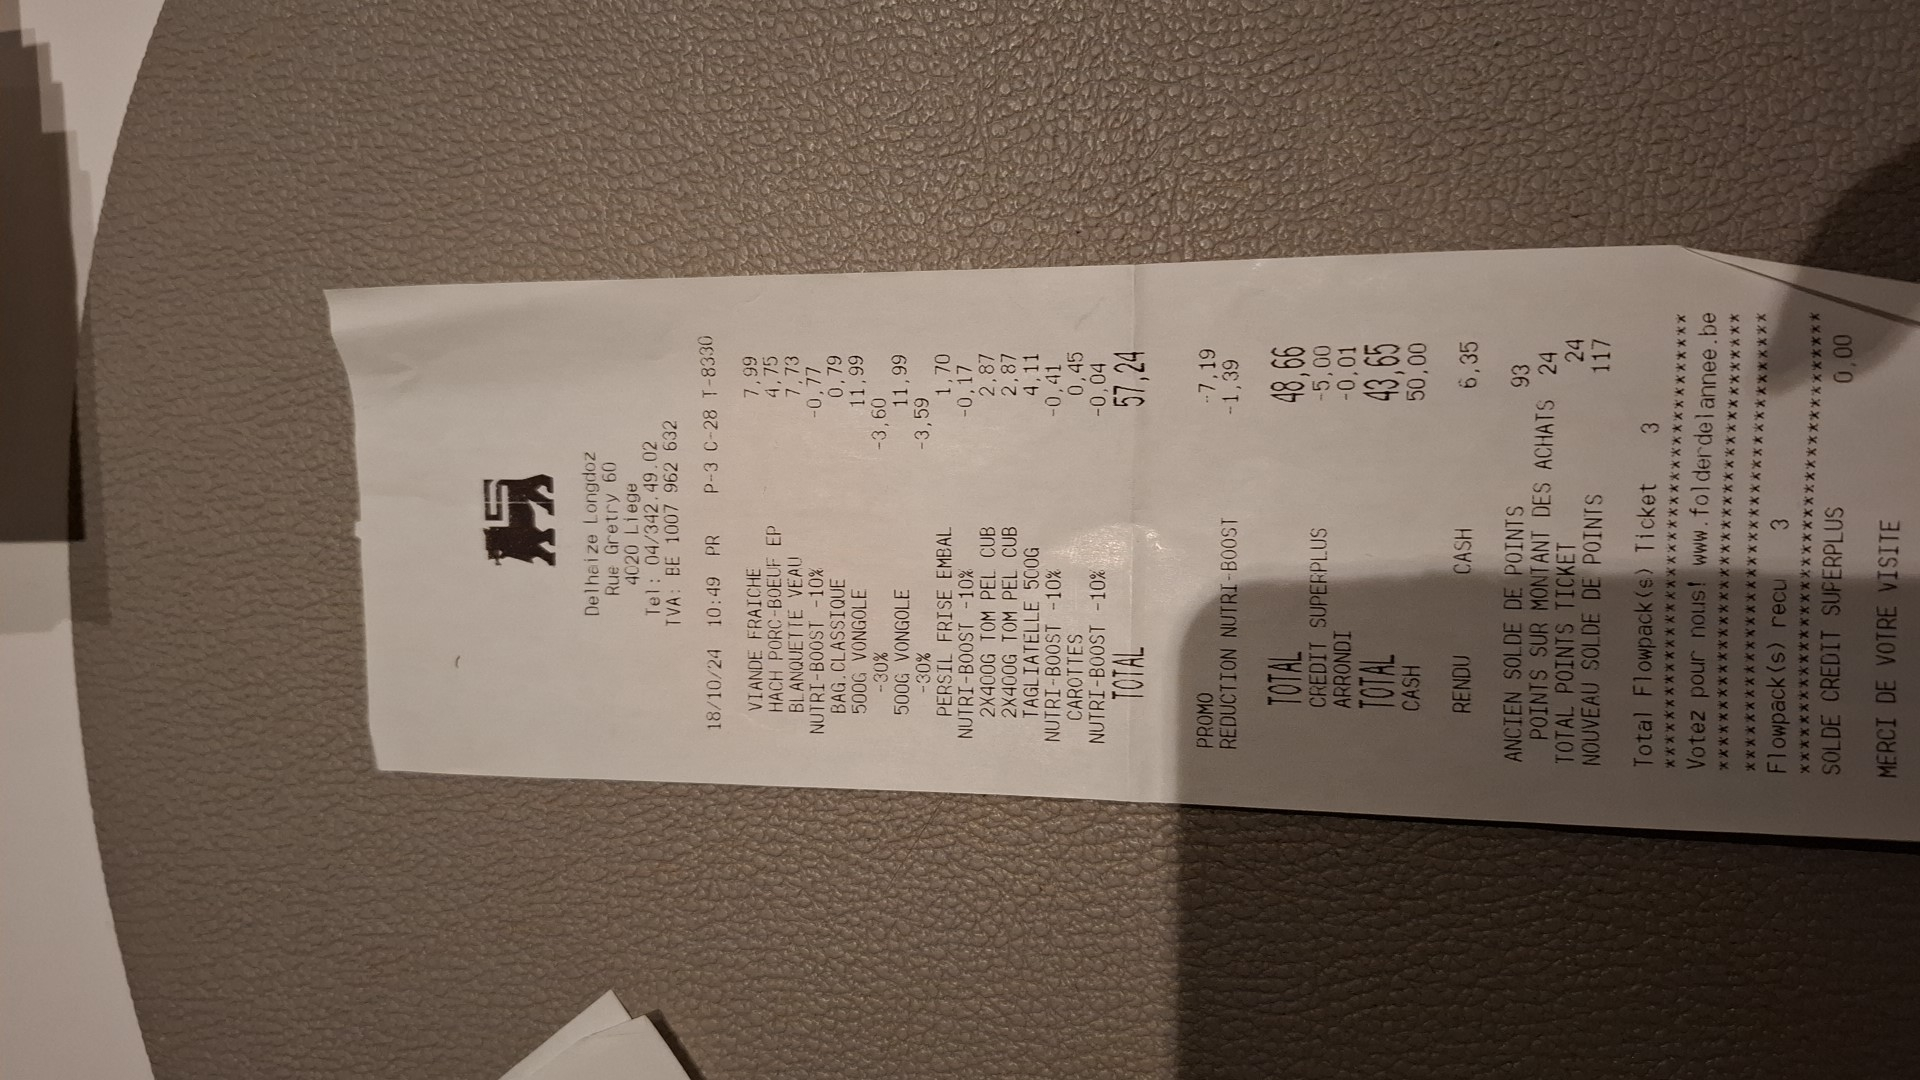 Delhaize Longdoz
Rue Gretry 60
4020 Liege
Tel: 04/342.49.02
TVA: BE 1007 962 632
18/10/24 10:49 PR P-3 C-28 T-8330
VIANDE FRAICHE 7,99
HACH PORC-BOEUF EP 4,75
BLANQUETTE VEAU 7,73
NUTRI-BOOST -10% -0,77
BAG.CLASSIQUE 0,79
500G VONGOLE 11,99
-30% -3,60
500G VONGOLE 11,99
-30% -3,59
PERSIL FRISE EMBAL 1,70
NUTRI-BOOST -10% -0,17
2X400G TOM PEL CUB 2,87
2X400G TOM PEL CUB 2,87
TAGLIATELLE 500G 4,11
NUTRI-BOOST -10% -0,41
CAROTTES 0,45
NUTRI-BOOST -10% -0,04
TOTAL 57,24
PROMO -7,19
REDUCTION NUTRI-BOOST -1,39
TOTAL 48,66
CREDIT SUPERPLUS -5,00
ARRONDI -0,01
TOTAL 43,65
CASH 50,00
RENDU CASH 6,35
ANCIEN SOLDE DE POINTS 93
POINTS SUR MONTANT DES ACHATS 24
TOTAL POINTS TICKET 24
NOUVEAU SOLDE DE POINTS 117
Total Flowpack(s) Ticket 3
******************************************
Votez pour nous! www.folderdelannee.be
******************************************
******************************************
Flowpack(s) recu 3
******************************************
SOLDE CREDIT SUPERPLUS 0,00
MERCI DE VOTRE VISITE